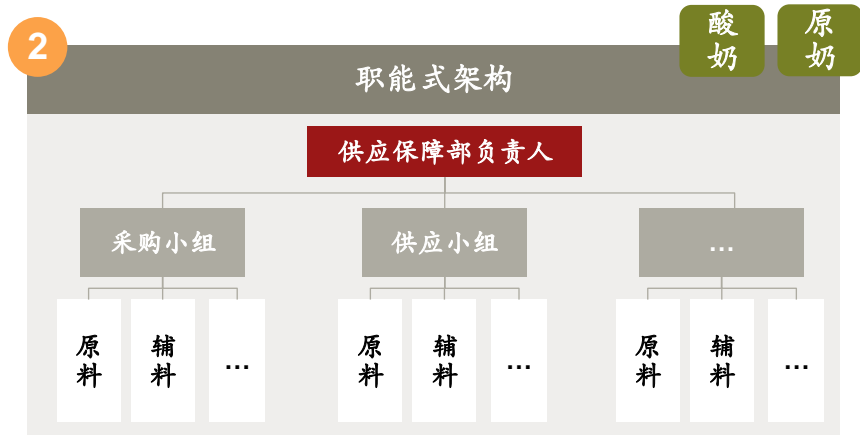 2
酸奶
原奶
职能式架构
供应保障部负责人
采购小组
供应小组
...
原料
辅料
...
原料
辅料
...
原料
辅料
...